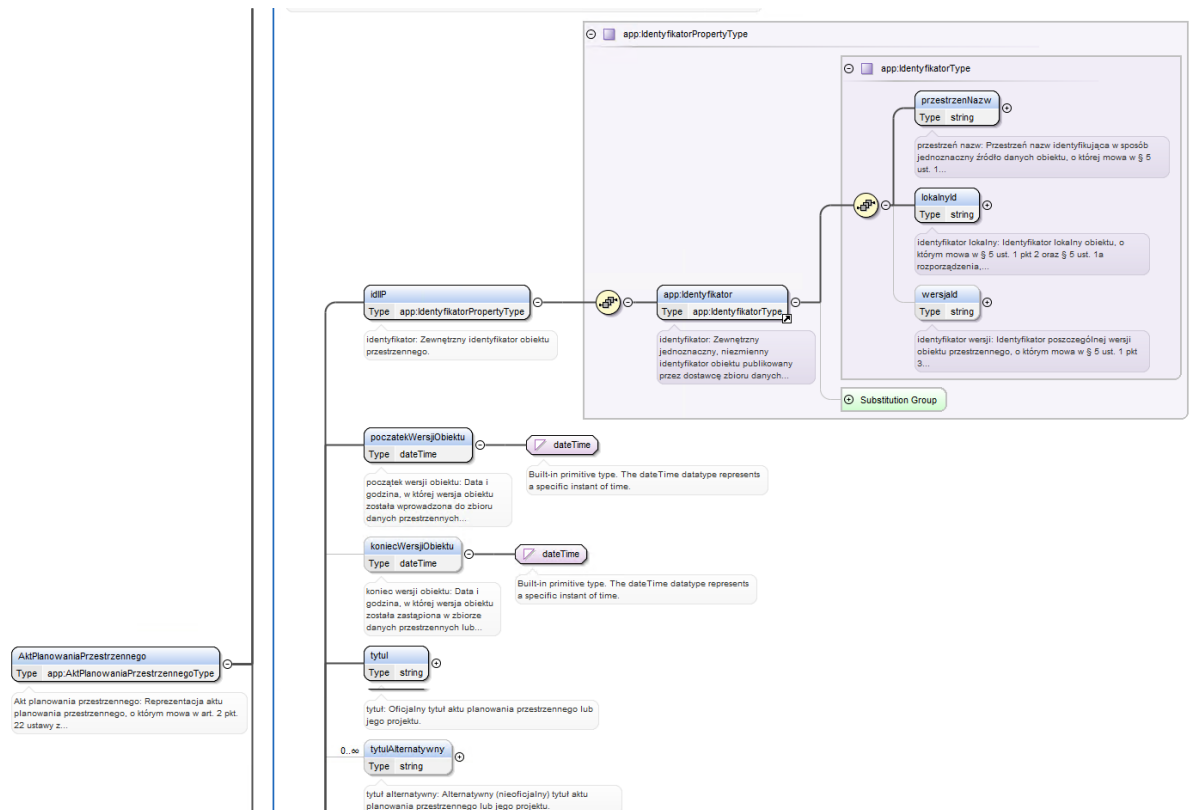 app:IdentyfikatorPropertyType
app:IdentyfikatorType
przestrzenNazw
Type string
przestrzeń nazw: Przestrzeń nazw identyfikująca w sposób
jednoznaczny źródło danych obiektu, o której mowa w § 5
ust. 1...
lokalnyId
Type string
identyfikator lokalny: Identyfikator lokalny obiektu, o
którym mowa w § 5 ust. 1 pkt 2 oraz § 5 ust. 1a
rozporządzenia,...
wersjaId
Type string
identyfikator wersji: Identyfikator poszczególnej wersji
obiektu przestrzennego, o którym mowa w § 5 ust. 1 pkt
3...
idIIP
Type app:IdentyfikatorPropertyType
identyfikator: Zewnętrzny identyfikator obiektu
przestrzennego.
app:Identyfikator
Type app:IdentyfikatorType
identyfikator: Zewnętrzny
jednoznaczny, niezmienny
identyfikator obiektu publikowany
przez dostawcę zbioru danych...
Substitution Group
poczatekWersjiObiektu
Type dateTime
dateTime
Built-in primitive type. The dateTime datatype represents
a specific instant of time.
początek wersji obiektu: Data i
godzina, w której wersja obiektu
została wprowadzona do zbioru
danych przestrzennych...
koniecWersjiObiektu
Type dateTime
dateTime
Built-in primitive type. The dateTime datatype represents
a specific instant of time.
koniec wersji obiektu: Data i
godzina, w której wersja obiektu
została zastąpiona w zbiorze
danych przestrzennych lub...
AktPlanowaniaPrzestrzennego
Type app:AktPlanowaniaPrzestrzennegoType
Akt planowania przestrzennego: Reprezentacja aktu
planowania przestrzennego, o którym mowa w art. 2 pkt.
22 ustawy z...
tytul
Type string
tytuł: Oficjalny tytuł aktu planowania przestrzennego lub
jego projektu.
0..∞
tytulAlternatywny
Type string
tytuł alternatywny: Alternatywny (nieoficjalny) tytuł aktu
planowania przestrzennego lub jego projektu.